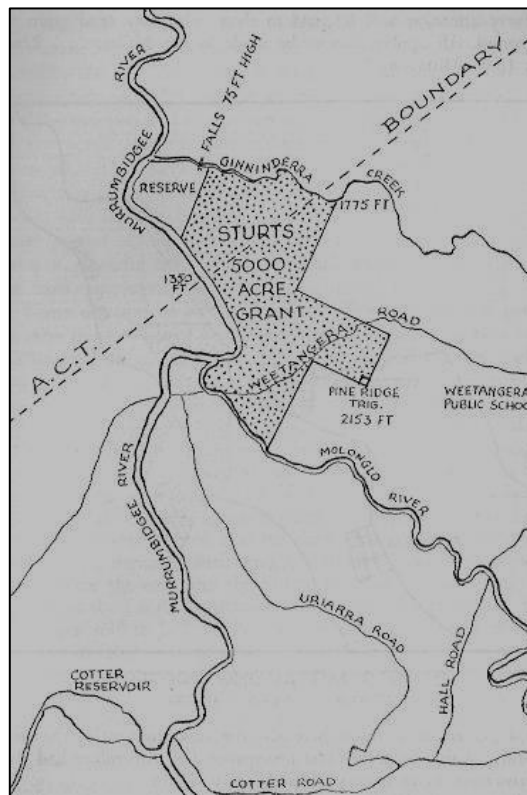 MURRUMBIDGEE RIVER
FALLS 75 FT HIGH
BOUNDARY
GINNINDERRA
CREEK
RESERVE
1775 FT
STURTS
5000
ACRE
GRANT
1350
FT
A.C.T.
WEETANGERA
ROAD
PINE RIDGE
TRIG.
2153 FT
WEETANGERA
PUBLIC SCHOO
MOLONGLO
RIVER
MURRUMBIDGEE RIVER
URIARRA ROAD
HALL ROAD
COTTER
RESERVOIR
COTTER ROAD